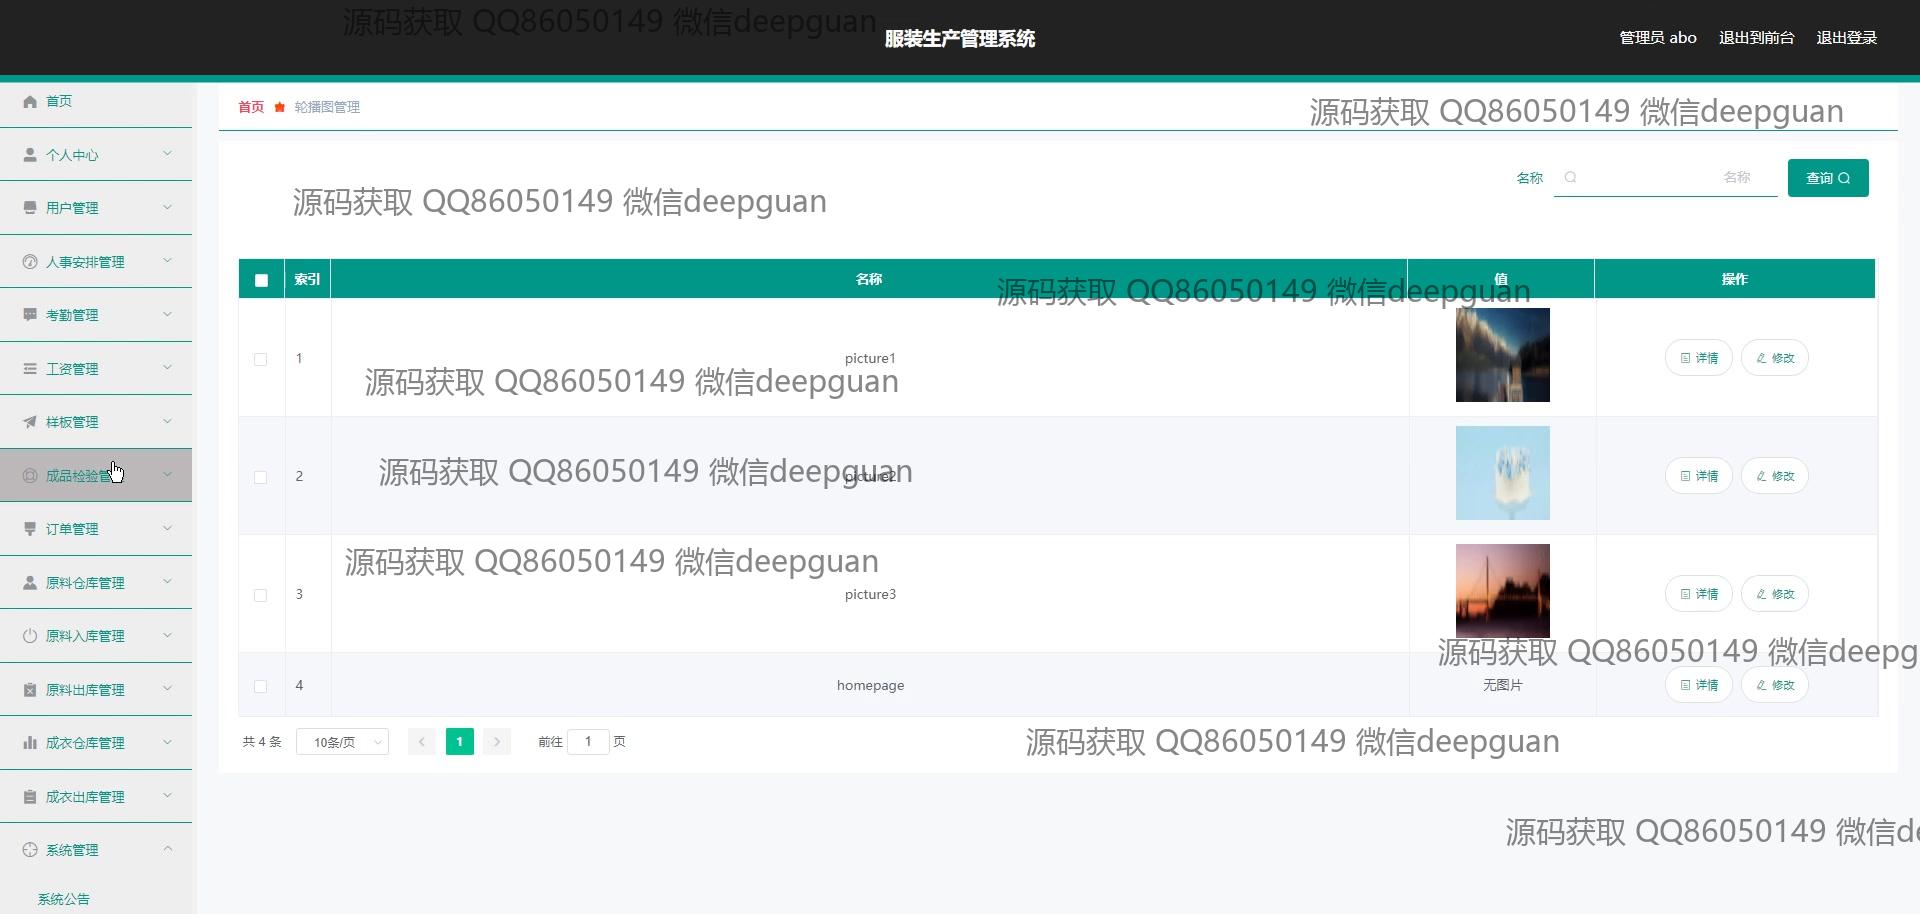 源码获取 QQ86050149 微信deepguan
服装生产管理系统
管理员 abo 退出到前台 退出登录
首页
首页 轮播图管理
源码获取 QQ86050149 微信deepguan
个人中心
名称 名称 查询
用户管理
源码获取 QQ86050149 微信deepguan
人事安排管理
索引 名称 值 操作
源码获取 QQ86050149 微信deepguan
考勤管理
1 picture1 详情 修改
工资管理
源码获取 QQ86050149 微信deepguan
样板管理
成品检验管
2 picture2 详情 修改
源码获取 QQ86050149 微信deepguan
订单管理
源码获取 QQ86050149 微信deepguan
原料仓库管理
3 picture3 详情 修改
原料入库管理
源码获取 QQ86050149 微信deepg
原料出库管理
4 homepage 无图片 详情 修改
成衣仓库管理
共 4 条 10条/页 1 前往 1 页
源码获取 QQ86050149 微信deepguan
成衣出库管理
源码获取 QQ86050149 微信de
系统管理
系统公告